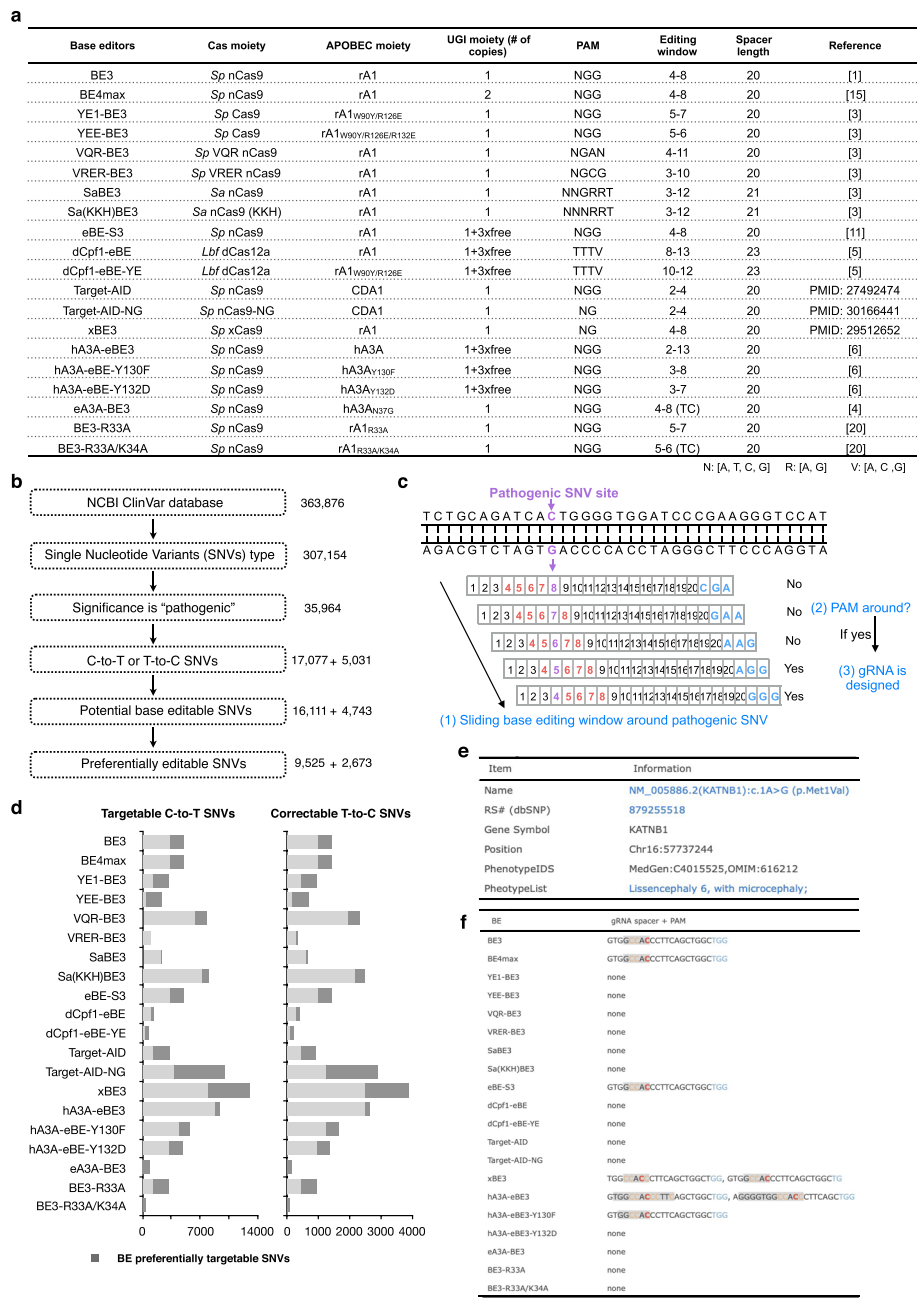 a
Base editors Cas moiety APOBEC moiety UGI moiety (# of copies) PAM Editing window Spacer length Reference
BE3 Sp nCas9 rA1 1 NGG 4-8 20 [1]
BE4max Sp nCas9 rA1 2 NGG 4-8 20 [15]
YE1-BE3 Sp Cas9 rA1W90Y/R126E 1 NGG 5-7 20 [3]
YEE-BE3 Sp Cas9 rA1W90Y/R126E/R132E 1 NGG 5-6 20 [3]
VQR-BE3 Sp VQR nCas9 rA1 1 NGAN 4-11 20 [3]
VRER-BE3 Sp VRER nCas9 rA1 1 NGCG 3-10 20 [3]
SaBE3 Sa nCas9 rA1 1 NNGRRT 3-12 21 [3]
Sa(KKH)BE3 Sa nCas9 (KKH) rA1 1 NNNRRT 3-12 21 [3]
eBE-S3 Sp nCas9 rA1 1+3xfree NGG 4-8 20 [11]
dCpf1-eBE Lbf dCas12a rA1 1+3xfree TTTV 8-13 23 [5]
dCpf1-eBE-YE Lbf dCas12a rA1W90Y/R126E 1+3xfree TTTV 10-12 23 [5]
Target-AID Sp nCas9 CDA1 1 NGG 2-4 20 PMID: 27492474
Target-AID-NG Sp nCas9-NG CDA1 1 NG 2-4 20 PMID: 30166441
xBE3 Sp xCas9 rA1 1 NG 4-8 20 PMID: 29512652
hA3A-eBE3 Sp nCas9 hA3A 1+3xfree NGG 2-13 20 [6]
hA3A-eBE-Y130F Sp nCas9 hA3AY130F 1+3xfree NGG 3-8 20 [6]
hA3A-eBE-Y132D Sp nCas9 hA3AY132D 1+3xfree NGG 3-7 20 [6]
eA3A-BE3 Sp nCas9 hA3AN37G 1 NGG 4-8 (TC) 20 [4]
BE3-R33A Sp nCas9 rA1R33A 1 NGG 5-7 20 [20]
BE3-R33A/K34A Sp nCas9 rA1R33A/K34A 1 NGG 5-6 (TC) 20 [20]
N: [A, T, C, G] R: [A, G] V: [A, C ,G]
b
NCBI ClinVar database 363,876
Single Nucleotide Variants (SNVs) type 307,154
Significance is “pathogenic” 35,964
C-to-T or T-to-C SNVs 17,077 + 5,031
Potential base editable SNVs 16,111 + 4,743
Preferentially editable SNVs 9,525 + 2,673
c
Pathogenic SNV site
T C T G C A G A T C A C T G G G G T G G A T C C C G A A G G G T C C A T
A G A C G T C T A G T G A C C C C A C C T A G G G C T T C C C A G G T A
1 2 3 4 5 6 7 8 9 10 11 12 13 14 15 16 17 18 19 20 C G A No
1 2 3 4 5 6 7 8 9 10 11 12 13 14 15 16 17 18 19 20 G A A No
1 2 3 4 5 6 7 8 9 10 11 12 13 14 15 16 17 18 19 20 A A G No
1 2 3 4 5 6 7 8 9 10 11 12 13 14 15 16 17 18 19 20 A G G Yes
1 2 3 4 5 6 7 8 9 10 11 12 13 14 15 16 17 18 19 20 G G G Yes
(2) PAM around?
If yes
(3) gRNA is
designed
(1) Sliding base editing window around pathogenic SNV
e
Item Information
Name NM_005886.2(KATNB1):c.1A>G (p.Met1Val)
RS# (dbSNP) 879255518
Gene Symbol KATNB1
Position Chr16:57737244
PhenotypeIDS MedGen:C4015525,OMIM:616212
PheotypeList Lissencephaly 6, with microcephaly;
d
Targetable C-to-T SNVs Correctable T-to-C SNVs
BE3
BE4max
YE1-BE3
YEE-BE3
VQR-BE3
VRER-BE3
SaBE3
Sa(KKH)BE3
eBE-S3
dCpf1-eBE
dCpf1-eBE-YE
Target-AID
Target-AID-NG
xBE3
hA3A-eBE3
hA3A-eBE-Y130F
hA3A-eBE-Y132D
eA3A-BE3
BE3-R33A
BE3-R33A/K34A
0 7000 14000 0 1000 2000 3000 4000
BE preferentially targetable SNVs
f
BE gRNA spacer + PAM
BE3 GTGGCCACCCTTCAGCTGGCTGG
BE4max GTGGCCACCCTTCAGCTGGCTGG
YE1-BE3 none
YEE-BE3 none
VQR-BE3 none
VRER-BE3 none
SaBE3 none
Sa(KKH)BE3 none
eBE-S3 GTGGCCACCCTTCAGCTGGCTGG
dCpf1-eBE none
dCpf1-eBE-YE none
Target-AID none
Target-AID-NG none
xBE3 TGGCCACCCTTCAGCTGGCTGG, GTGGCCACCCTTCAGCTGGCTG
hA3A-eBE3 GTGGCCACCCTTCAGCTGGCTGG, AGGGGTGGCCACCCTTCAGCTGG
hA3A-eBE3-Y130F GTGGCCACCCTTCAGCTGGCTGG
hA3A-eBE3-Y132D none
eA3A-BE3 none
BE3-R33A none
BE3-R33A/K34A none